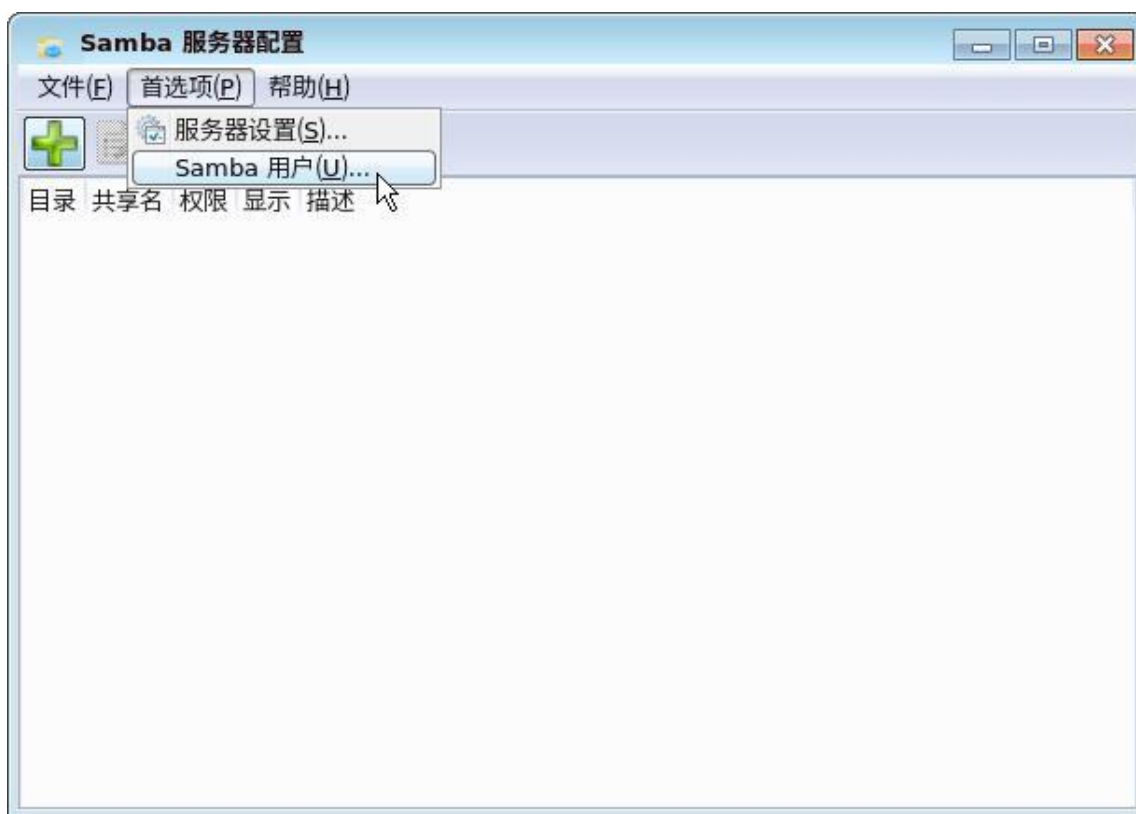 Samba 服务器配置
文件(F) 首选项(P) 帮助(H)
服务器设置(S)...
Samba 用户(U)...
目录 共享名 权限 显示 描述